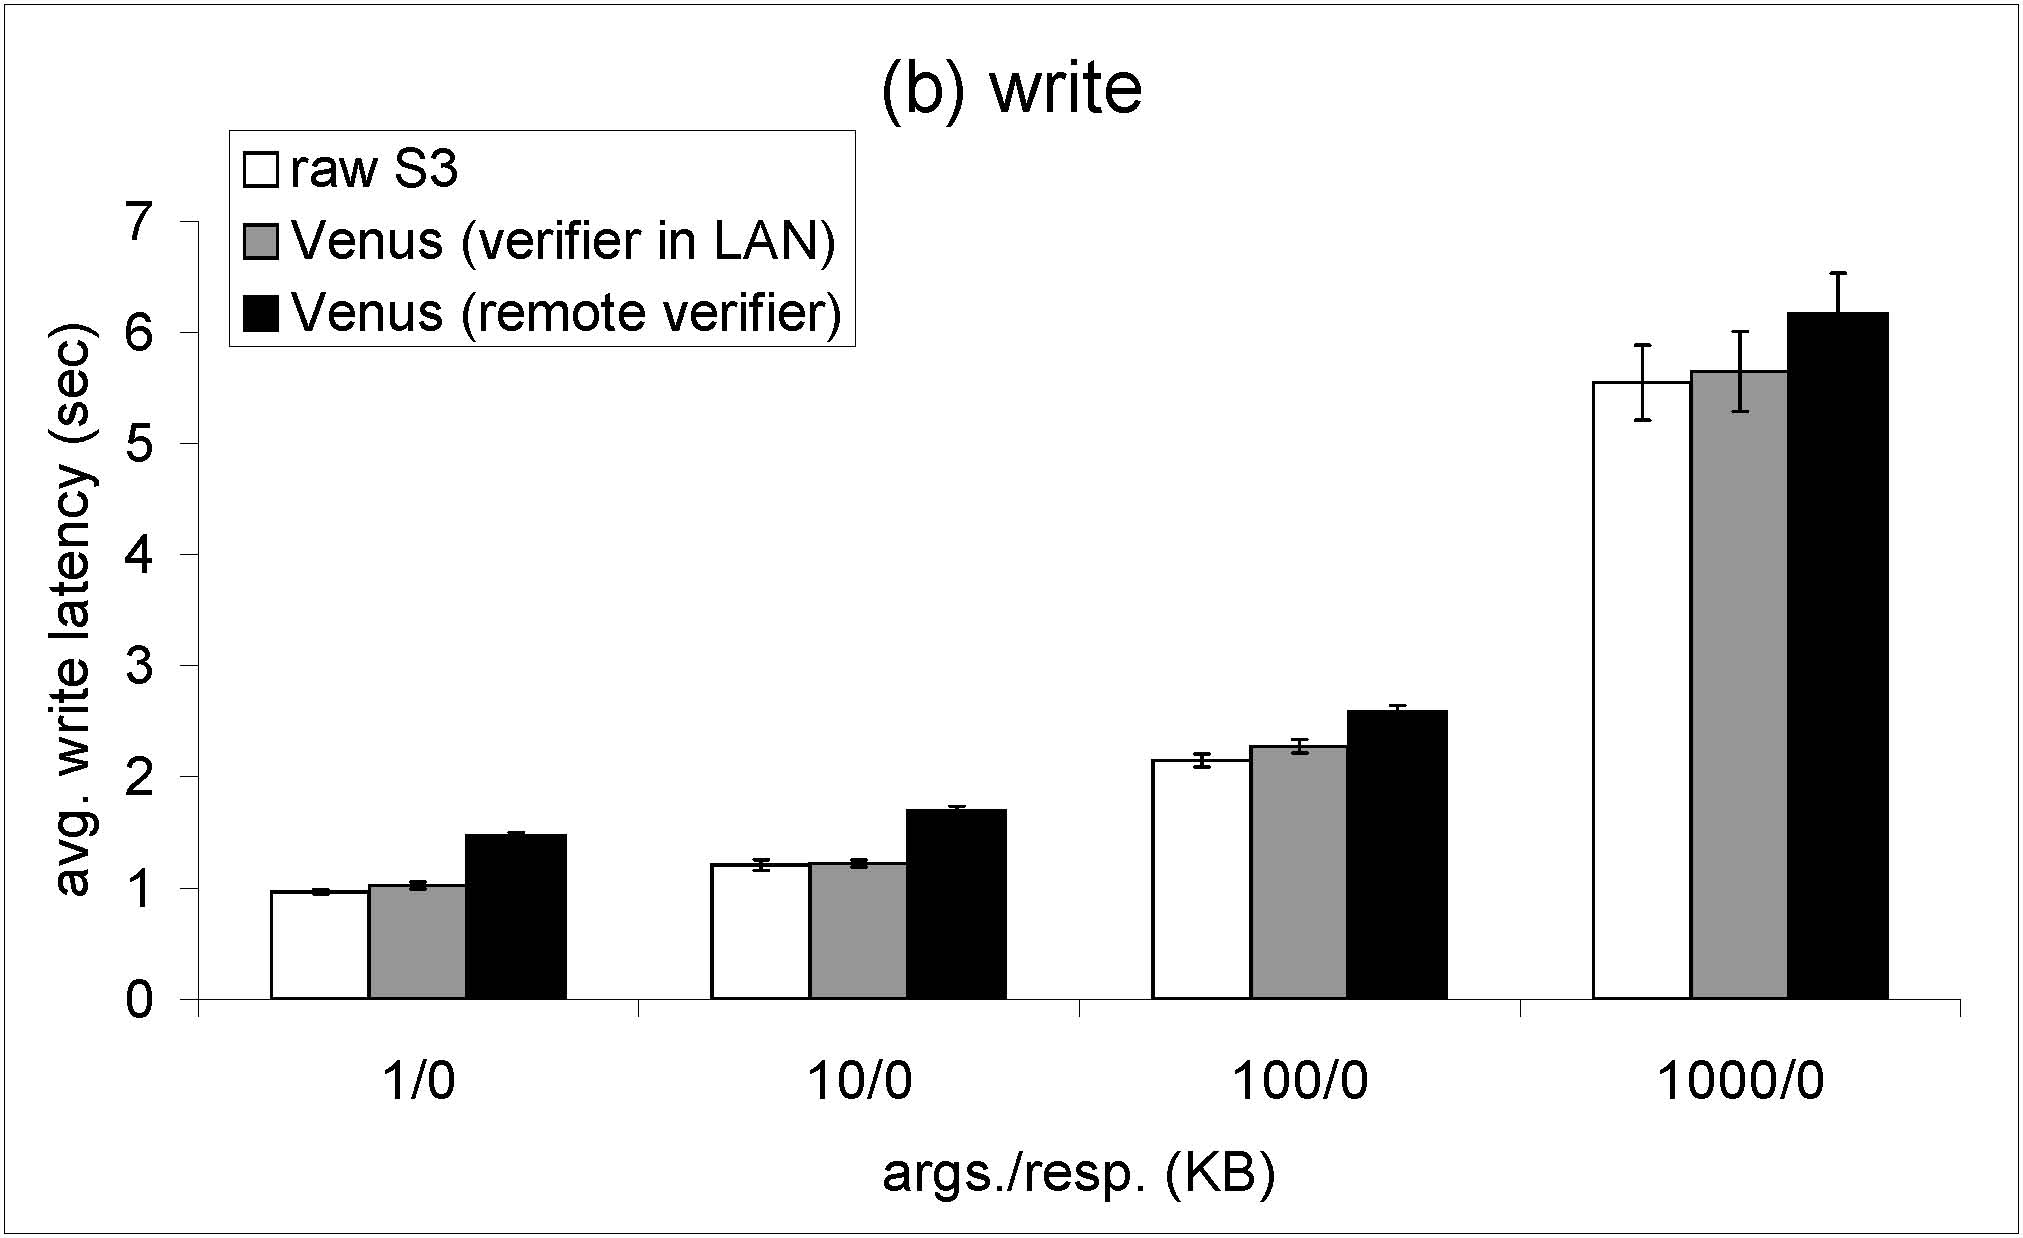 (b) write
raw S3
Venus (verifier in LAN)
Venus (remote verifier)
avg. write latency (sec)
7
6
5
4
3
2
1
0
1/0 10/0 100/0 1000/0
args./resp. (KB)